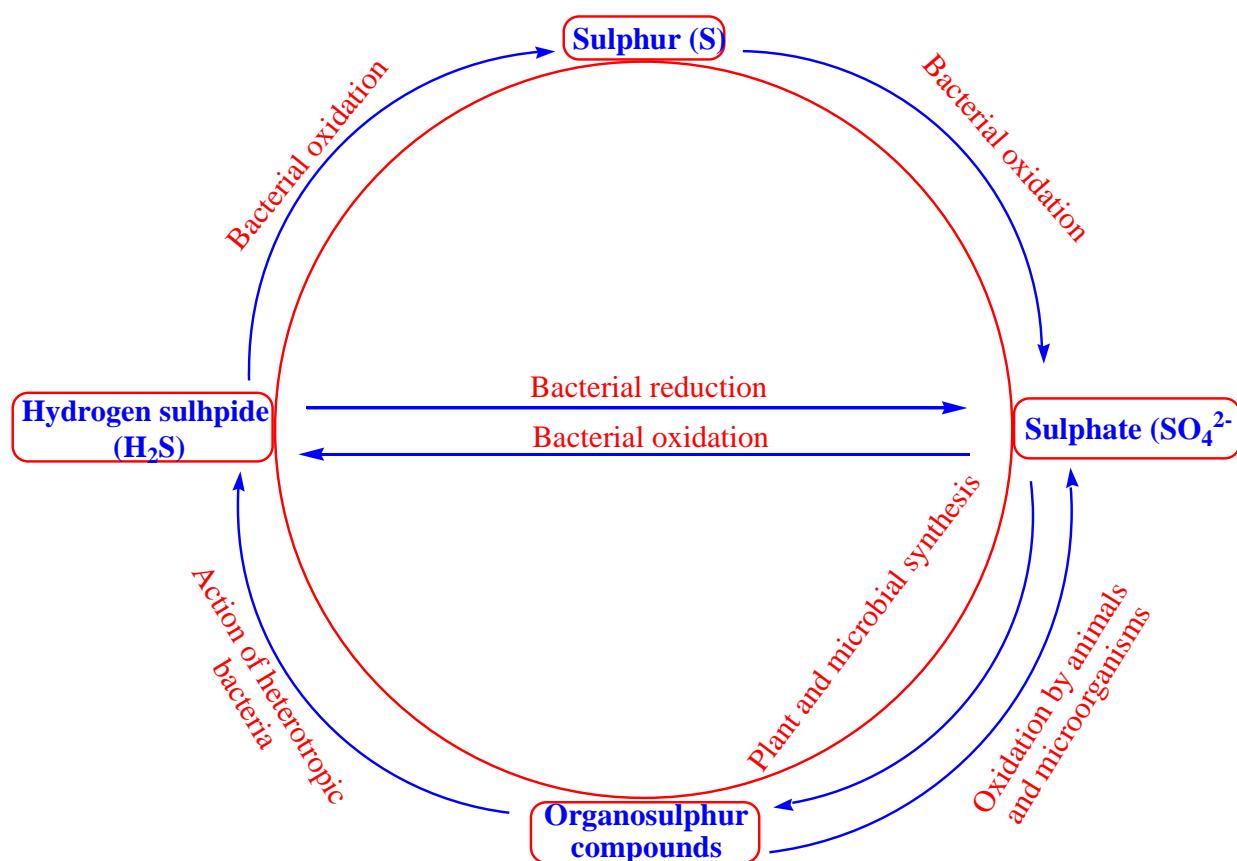 Sulphur (S)
Bacterial oxidation
Bacterial oxidation
Bacterial reduction
Hydrogen sulhpide
(H₂S)
Sulphate (SO₄²⁻
Bacterial oxidation
Plant and microbial synthesis
Action of heterotropic
bacteria
Oxidation by animals
and microorganisms
Organosulphur
compounds